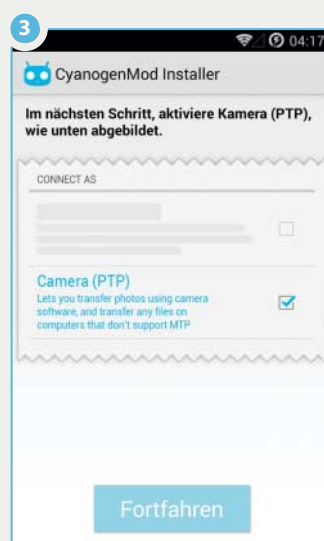 3
04:17
CyanogenMod Installer
Im nächsten Schritt, aktiviere Kamera (PTP),
wie unten abgebildet.
CONNECT AS
Camera (PTP)
Lets you transfer photos using camera
software, and transfer any files on
computers that don't support MTP
Fortfahren